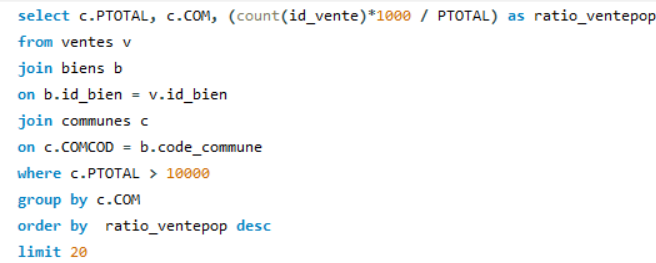 select c.PTOTAL, c.COM, (count(id_vente)*1000 / PTOTAL) as ratio_ventepop
from ventes v
join biens b
on b.id_bien = v.id_bien
join communes c
on c.COMCOD = b.code_commune
where c.PTOTAL > 10000
group by c.COM
order by  ratio_ventepop desc
limit 20